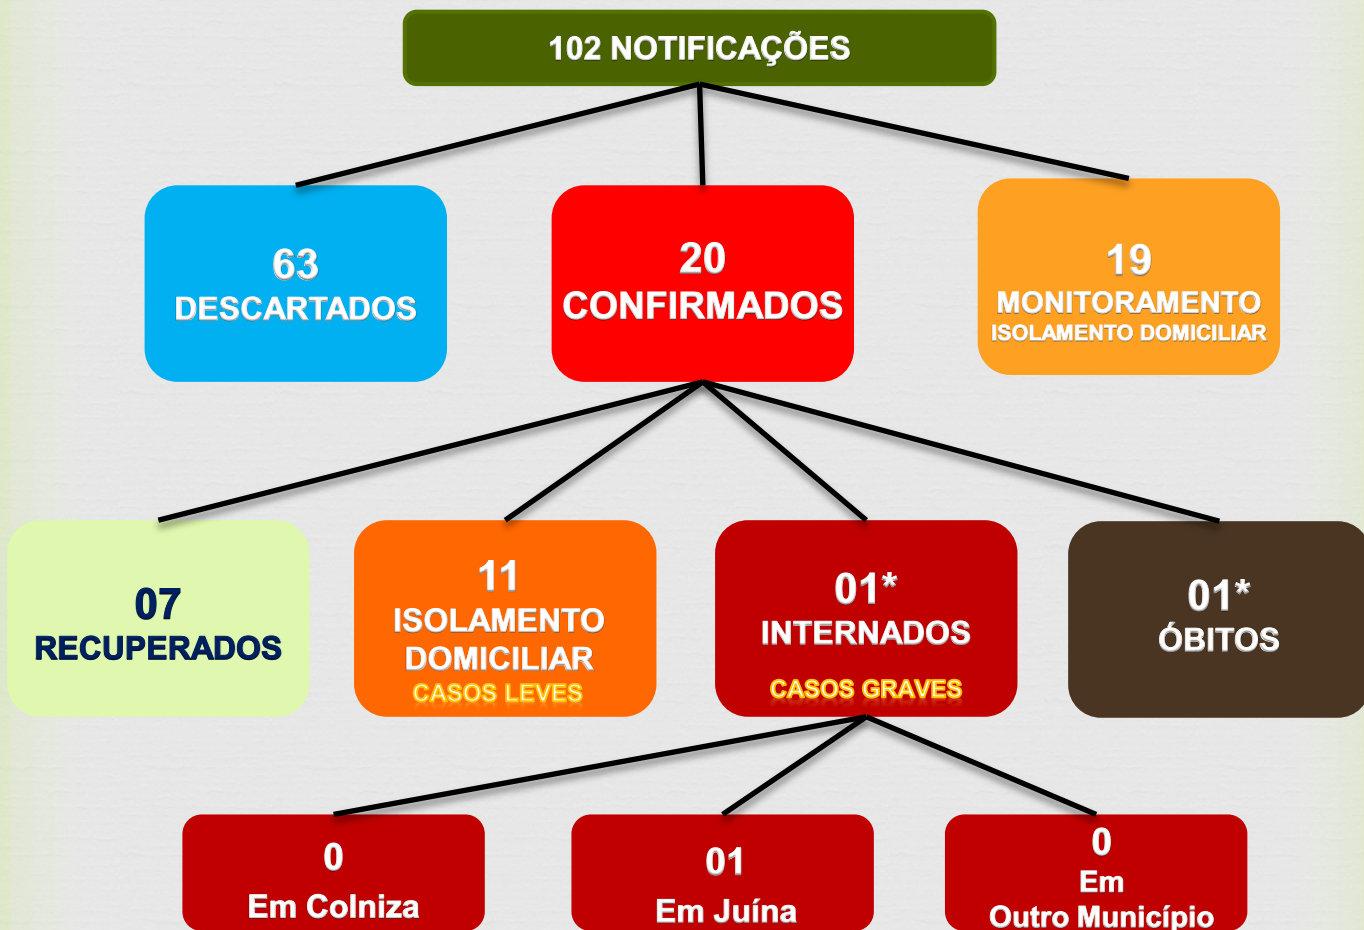 102 NOTIFICAÇÕES
63
DESCARTADOS
20
CONFIRMADOS
19
MONITORAMENTO
ISOLAMENTO DOMICILIAR
07
RECUPERADOS
11
ISOLAMENTO
DOMICILIAR
CASOS LEVES
01*
INTERNADOS
CASOS GRAVES
01*
ÓBITOS
0
Em Colniza
01
Em Juína
0
Em
Outro Município